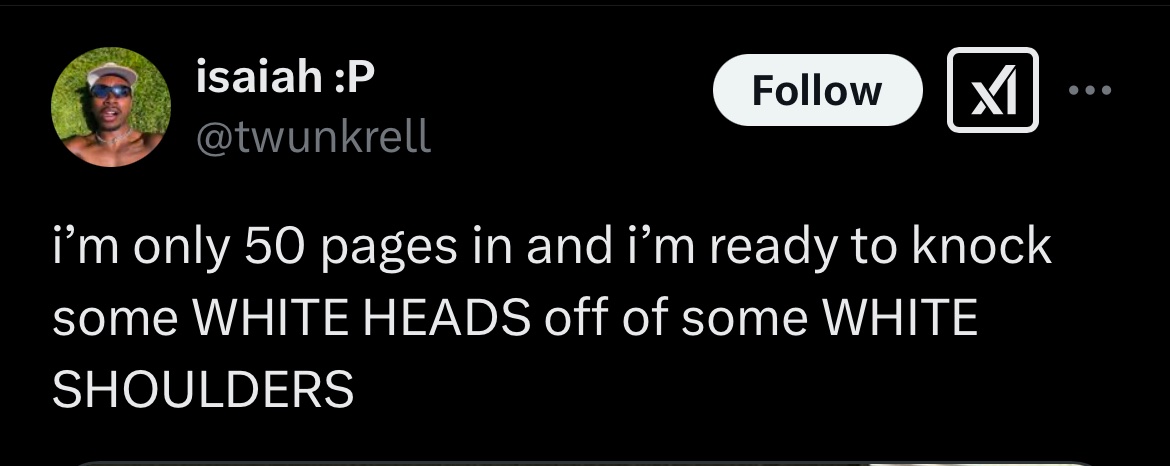 isaiah :P
Follow
@twunkrell
i’m only 50 pages in and i’m ready to knock
some WHITE HEADS off of some WHITE
SHOULDERS